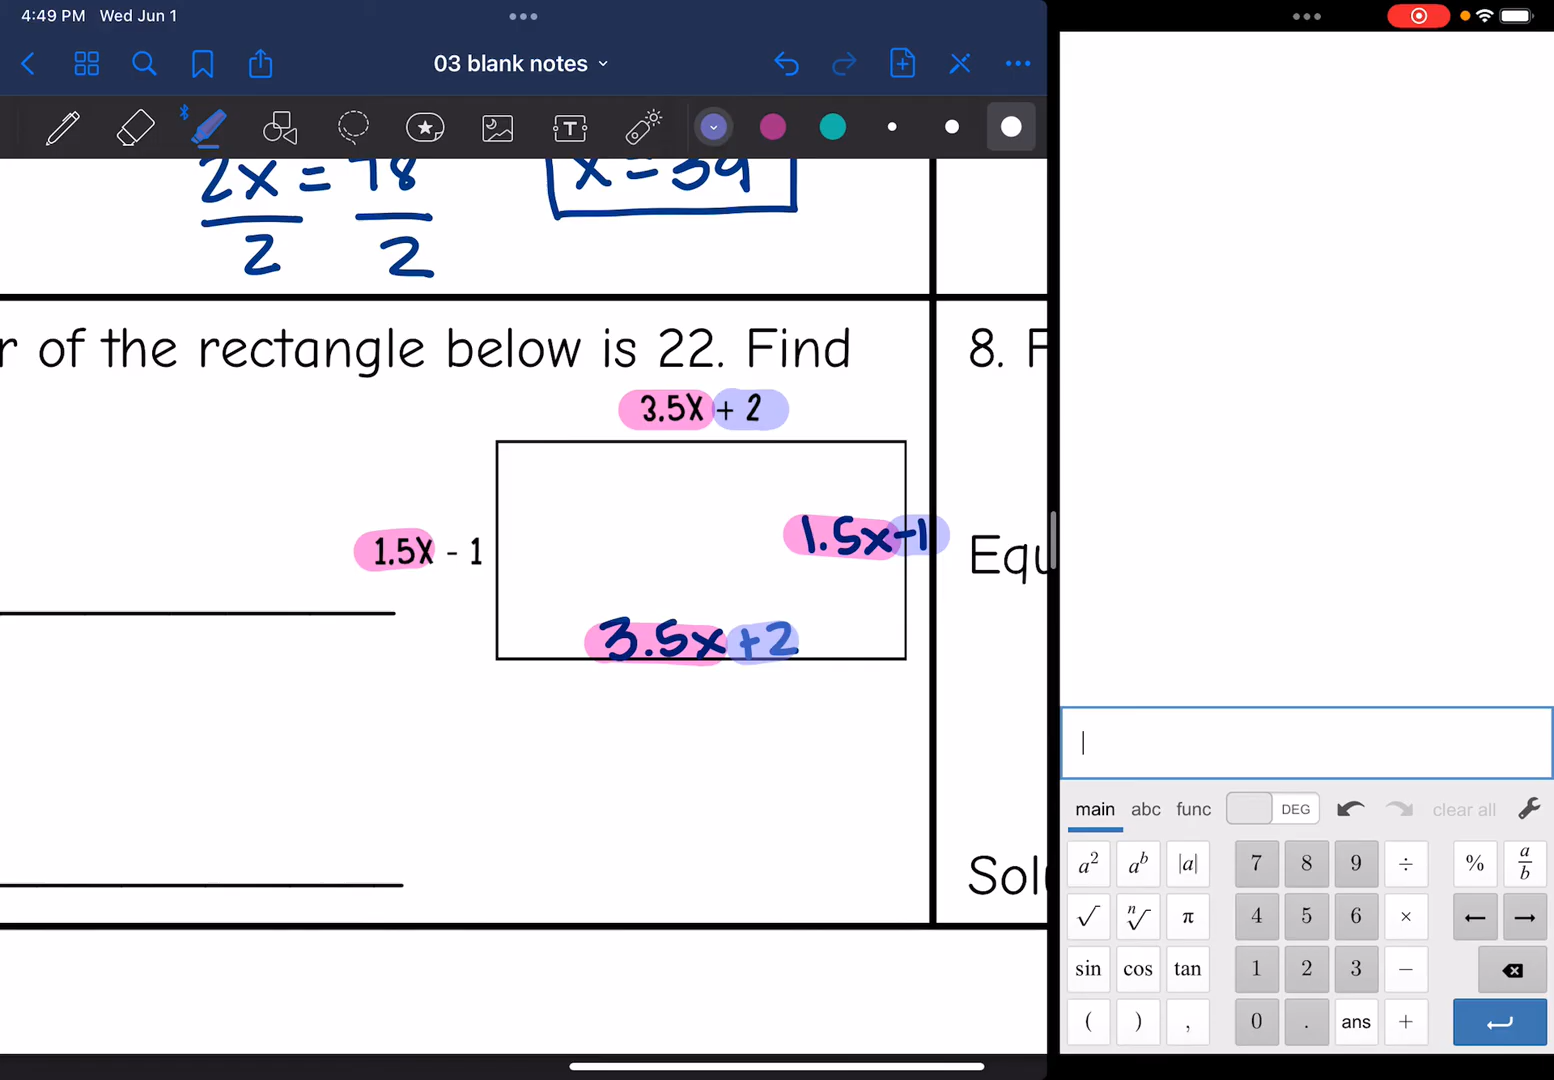 4:49 PM Wed Jun 1
03 blank notes
2x = 78
2 2
x = 39
r of the rectangle below is 22. Find
3.5X + 2
1.5X - 1
1.5x-1
3.5x+2
8. F
Equ
Sol
main abc func DEG clear all
a² aᵇ |a| 7 8 9 ÷ % a/b
√ ⁿ√ π 4 5 6 × ← →
sin cos tan 1 2 3 −
( ) , 0 . ans +